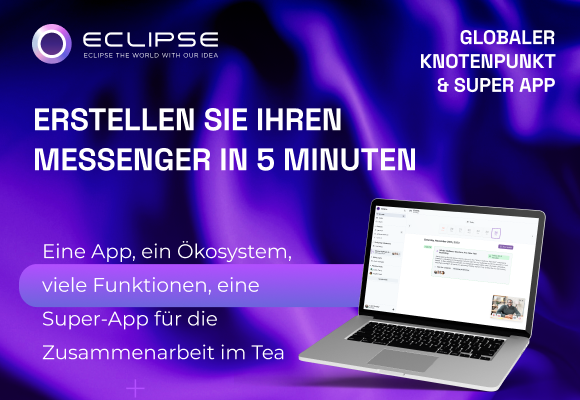 ECLIPSE
ECLIPSE THE WORLD WITH OUR IDEA
GLOBALER
KNOTENPUNKT
& SUPER APP
ERSTELLEN SIE IHREN
MESSENGER IN 5 MINUTEN
Eine App, ein Ökosystem,
viele Funktionen, eine
Super-App für die
Zusammenarbeit im Tea